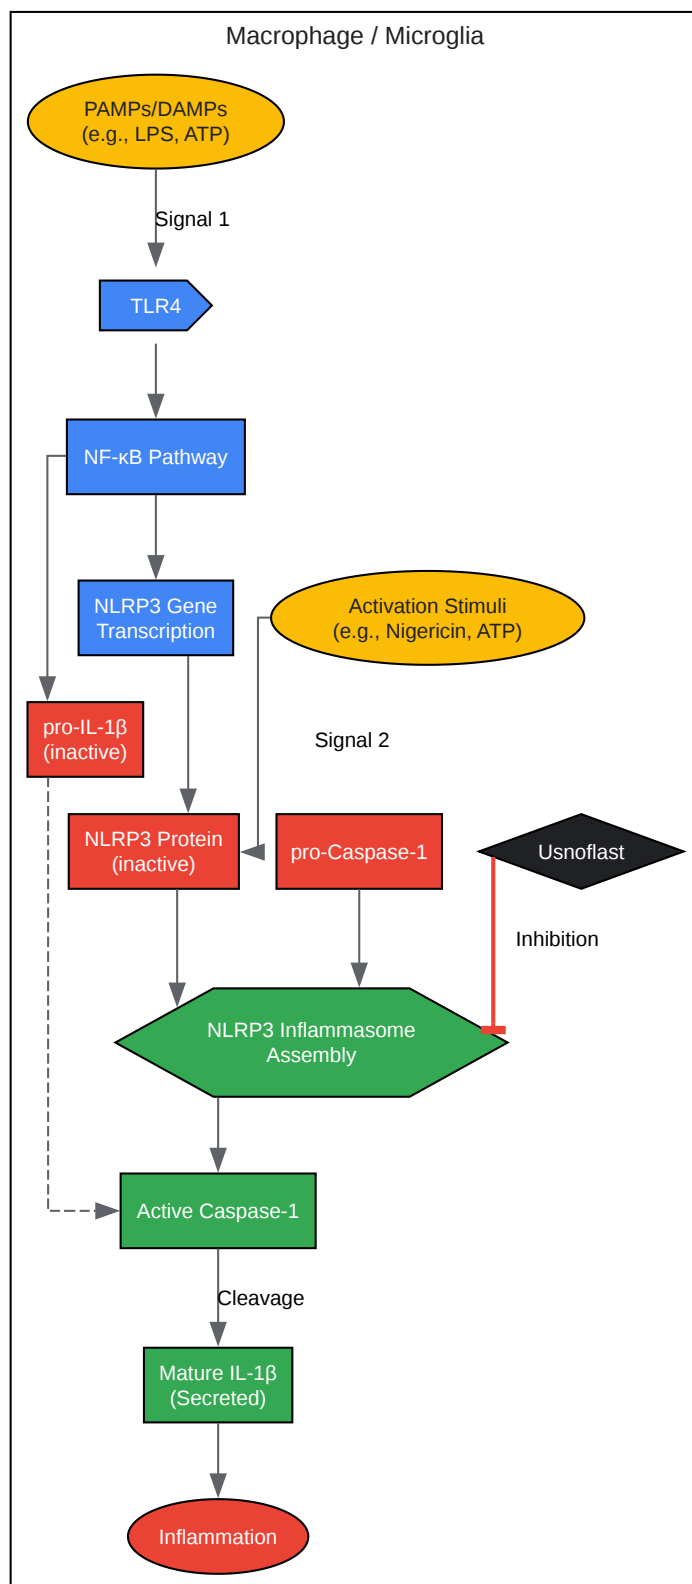 Macrophage / Microglia
PAMPs/DAMPs
(e.g., LPS, ATP)
Signal 1
TLR4
NF-κB Pathway
NLRP3 Gene
Transcription
Activation Stimuli
(e.g., Nigericin, ATP)
pro-IL-1β
(inactive)
Signal 2
NLRP3 Protein
(inactive)
pro-Caspase-1
Usnoflast
Inhibition
NLRP3 Inflammasome
Assembly
Active Caspase-1
Cleavage
Mature IL-1β
(Secreted)
Inflammation